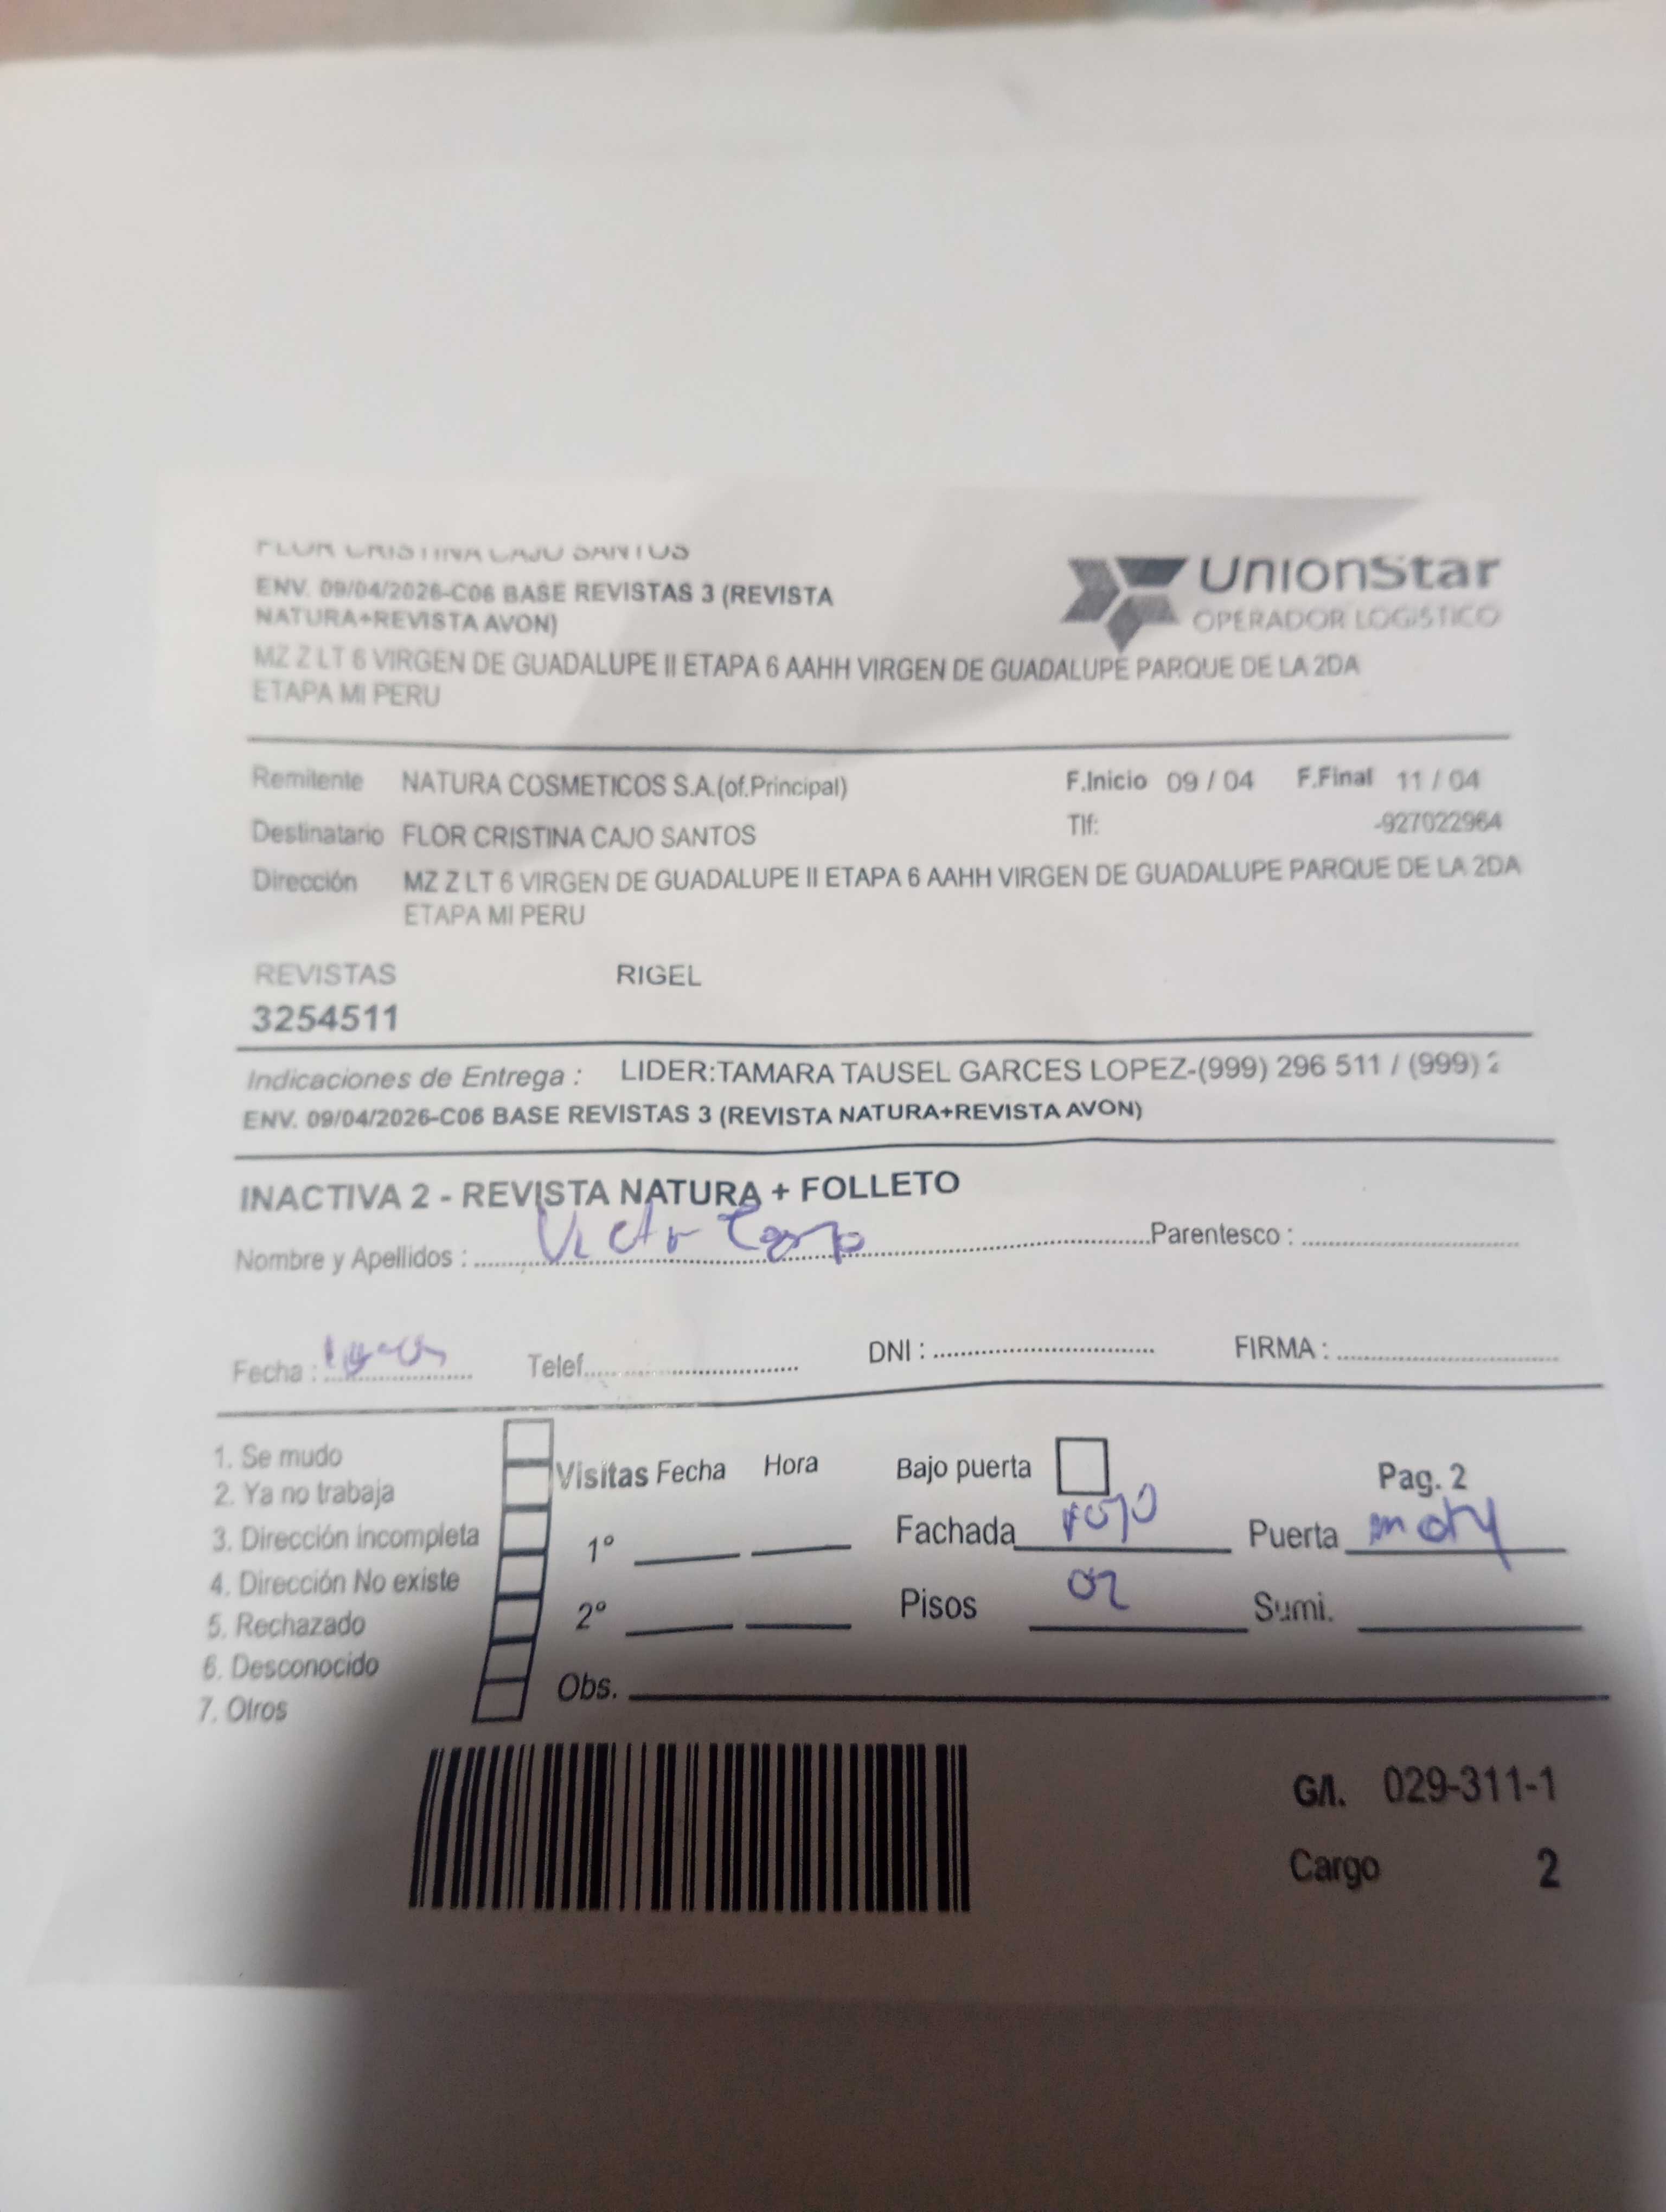 FLOR CRISTINA CAJO SANTOS
UnionStar
OPERADOR LOGISTICO
ENV. 09/04/2026-C06 BASE REVISTAS 3 (REVISTA
NATURA+REVISTA AVON)
MZ Z LT 6 VIRGEN DE GUADALUPE II ETAPA 6 AAHH VIRGEN DE GUADALUPE PARQUE DE LA 2DA
ETAPA MI PERU
Remitente NATURA COSMETICOS S.A.(of.Principal) F.Inicio 09 / 04 F.Final 11 / 04
Destinatario FLOR CRISTINA CAJO SANTOS Tlf: -927022964
Dirección MZ Z LT 6 VIRGEN DE GUADALUPE II ETAPA 6 AAHH VIRGEN DE GUADALUPE PARQUE DE LA 2DA
ETAPA MI PERU
REVISTAS RIGEL
3254511
Indicaciones de Entrega : LIDER:TAMARA TAUSEL GARCES LOPEZ-(999) 296 511 / (999)
ENV. 09/04/2026-C06 BASE REVISTAS 3 (REVISTA NATURA+REVISTA AVON)
INACTIVA 2 - REVISTA NATURA + FOLLETO
Nombre y Apellidos : Victor Parentesco :
Fecha : Telef. DNI : FIRMA :
1. Se mudo
2. Ya no trabaja
3. Dirección incompleta
4. Dirección No existe
5. Rechazado
6. Desconocido
7. Otros
Visitas Fecha Hora
1º
2º
Obs.
Bajo puerta Pag. 2
Fachada rojo Puerta
Pisos 02 Sumi.
G/I. 029-311-1
Cargo 2